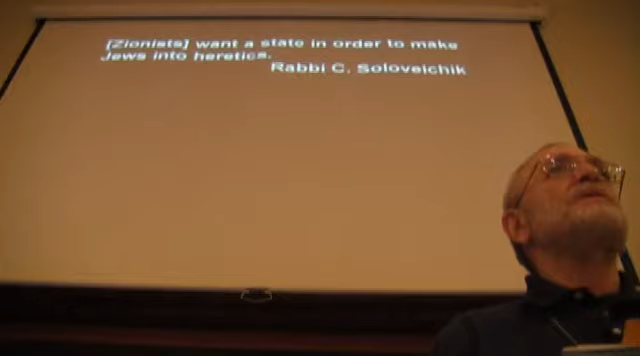 [Zionists] want a state in order to make
Jews into heretics.
Rabbi C. Soloveichik